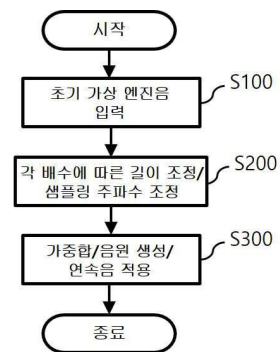 시작
초기 가상 엔진음
입력
S100
각 배수에 따른 길이 조정/
샘플링 주파수 조정
S200
가중합/음원 생성/
연속음 적용
S300
종료